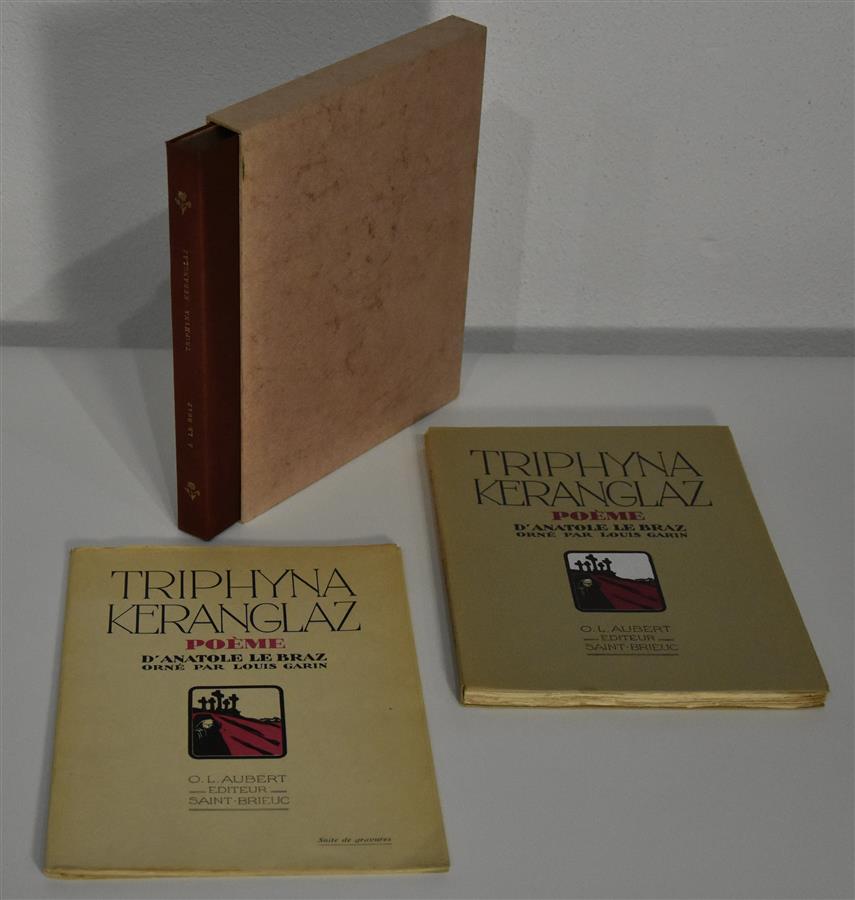 TRIPHYNA KERANGLAZ
A. LE BRAZ
TRIPHYNA
KERANGLAZ
POÈME
D'ANATOLE LE BRAZ
ORNÉ PAR LOUIS GARIN
O.L. AUBERT
EDITEUR
SAINT-BRIEUC
TRIPHYNA
KERANGLAZ
POÈME
D'ANATOLE LE BRAZ
ORNÉ PAR LOUIS GARIN
O.L. AUBERT
EDITEUR
SAINT-BRIEUC
Suite de gravures